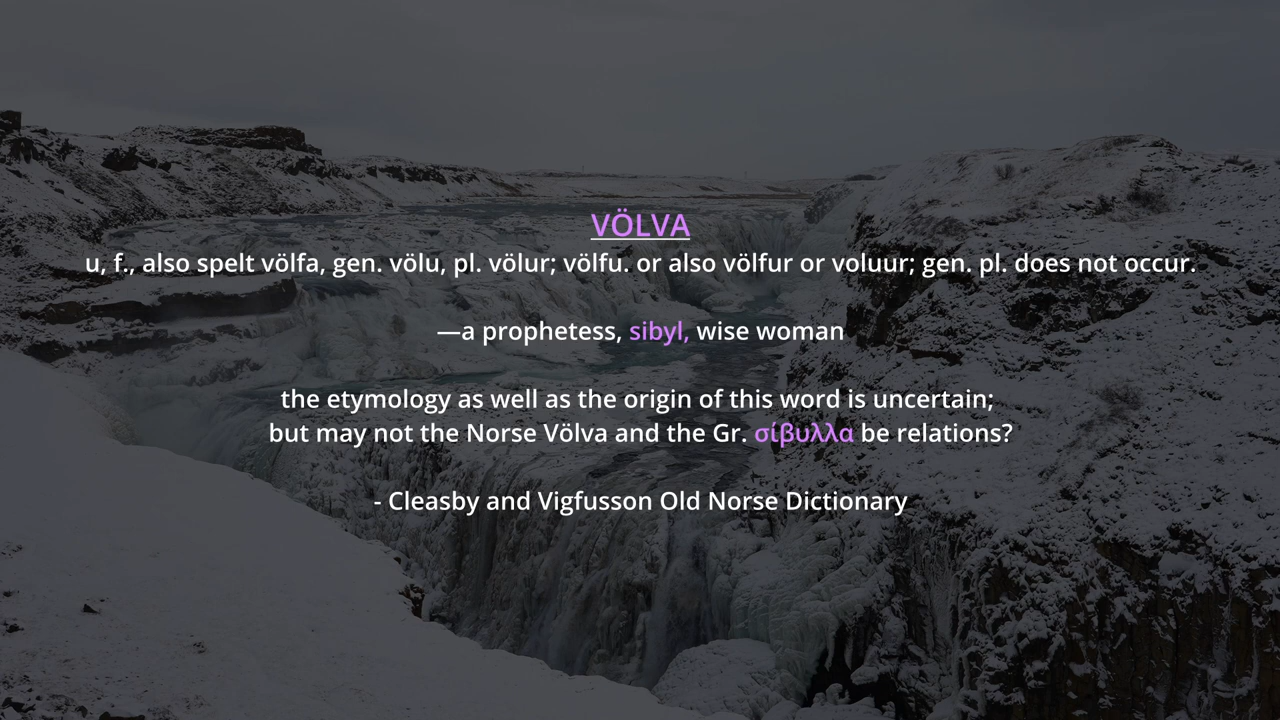 VÖLVA
u, f., also spelt völfa, gen. völu, pl. völur; völfu. or also völfur or voluur; gen. pl. does not occur.
—a prophetess, sibyl, wise woman
the etymology as well as the origin of this word is uncertain;
but may not the Norse Völva and the Gr. σίβυλλα be relations?
- Cleasby and Vigfusson Old Norse Dictionary